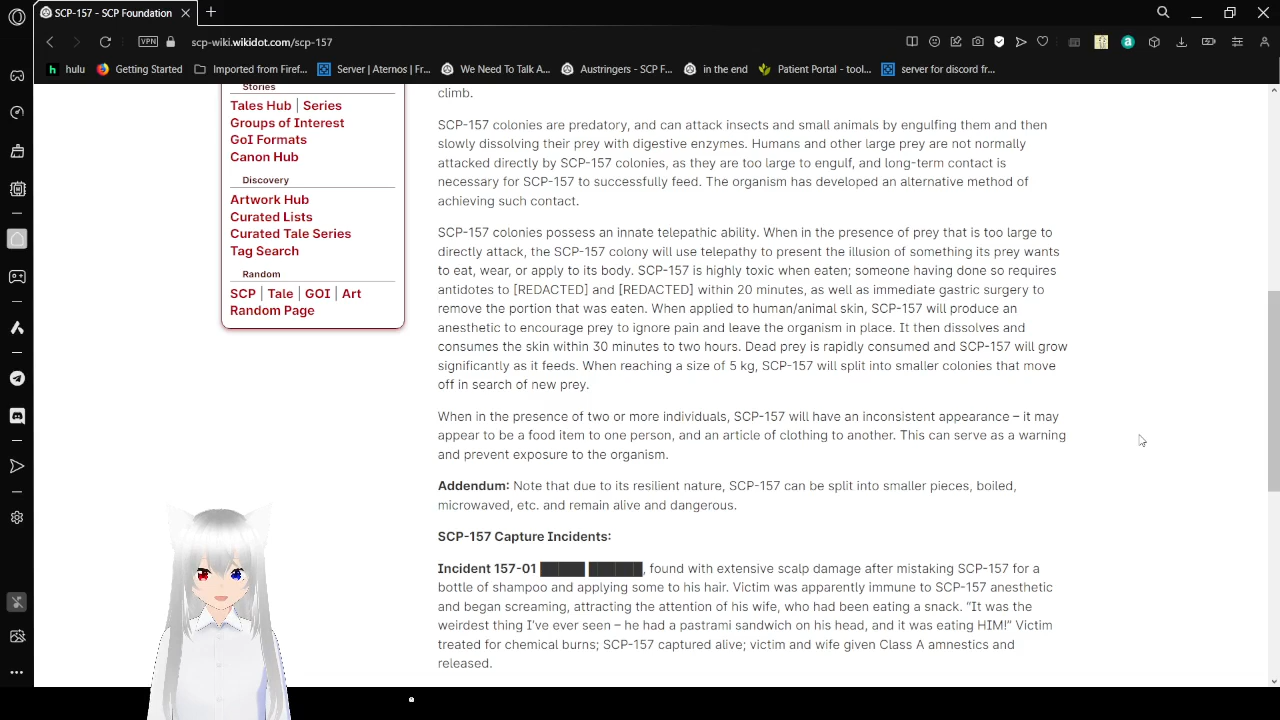 SCP-157 - SCP Foundation
VPN
scp-wiki.wikidot.com/scp-157
hulu
Getting Started
Imported from Firef...
Server | Aternos | Fr...
We Need To Talk A...
Austringers - SCP F...
in the end
Patient Portal - tool...
server for discord fr...
Stories
Tales Hub | Series
Groups of Interest
GoI Formats
Canon Hub
Discovery
Artwork Hub
Curated Lists
Curated Tale Series
Tag Search
Random
SCP | Tale | GOI | Art
Random Page
climb.
SCP-157 colonies are predatory, and can attack insects and small animals by engulfing them and then
slowly dissolving their prey with digestive enzymes. Humans and other large prey are not normally
attacked directly by SCP-157 colonies, as they are too large to engulf, and long-term contact is
necessary for SCP-157 to successfully feed. The organism has developed an alternative method of
achieving such contact.
SCP-157 colonies possess an innate telepathic ability. When in the presence of prey that is too large to
directly attack, the SCP-157 colony will use telepathy to present the illusion of something its prey wants
to eat, wear, or apply to its body. SCP-157 is highly toxic when eaten; someone having done so requires
antidotes to [REDACTED] and [REDACTED] within 20 minutes, as well as immediate gastric surgery to
remove the portion that was eaten. When applied to human/animal skin, SCP-157 will produce an
anesthetic to encourage prey to ignore pain and leave the organism in place. It then dissolves and
consumes the skin within 30 minutes to two hours. Dead prey is rapidly consumed and SCP-157 will grow
significantly as it feeds. When reaching a size of 5 kg, SCP-157 will split into smaller colonies that move
off in search of new prey.
When in the presence of two or more individuals, SCP-157 will have an inconsistent appearance – it may
appear to be a food item to one person, and an article of clothing to another. This can serve as a warning
and prevent exposure to the organism.
Addendum: Note that due to its resilient nature, SCP-157 can be split into smaller pieces, boiled,
microwaved, etc. and remain alive and dangerous.
SCP-157 Capture Incidents:
Incident 157-01 █████ ██████, found with extensive scalp damage after mistaking SCP-157 for a
bottle of shampoo and applying some to his hair. Victim was apparently immune to SCP-157 anesthetic
and began screaming, attracting the attention of his wife, who had been eating a snack. “It was the
weirdest thing I’ve ever seen – he had a pastrami sandwich on his head, and it was eating HIM!” Victim
treated for chemical burns; SCP-157 captured alive; victim and wife given Class A amnestics and
released.